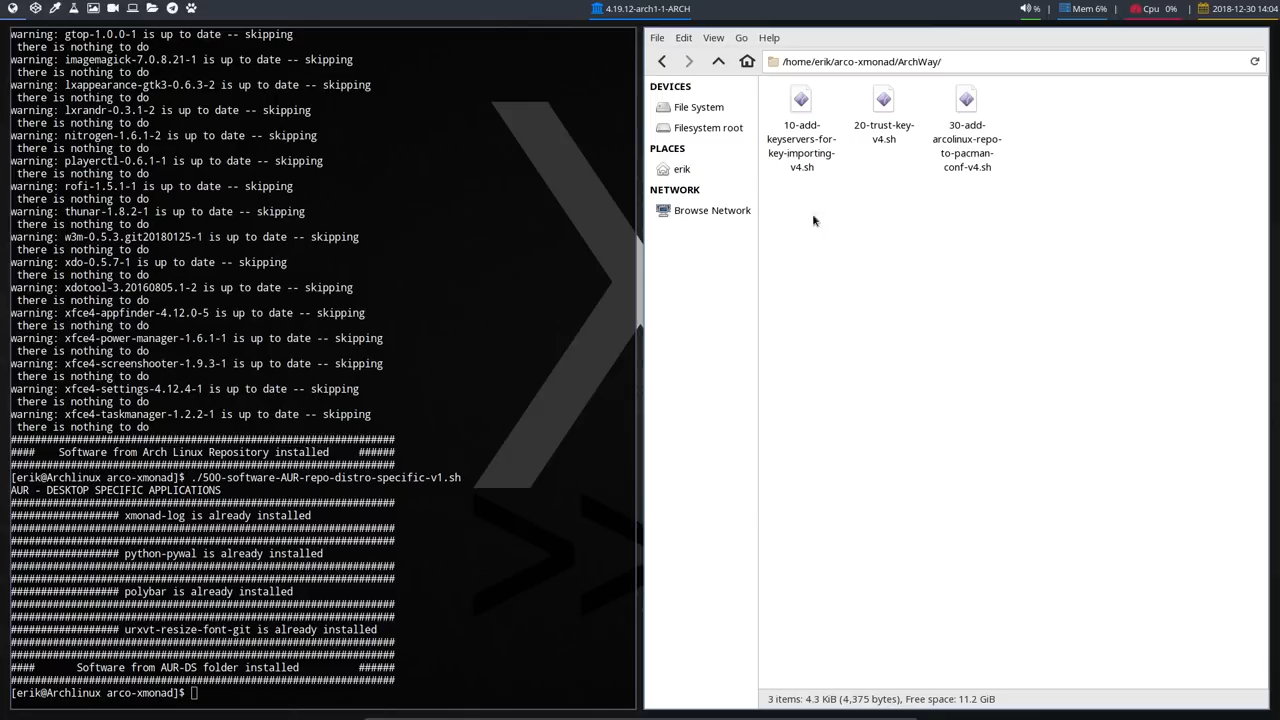 4.19.12-arch1-1-ARCH
%
Mem 6%
Cpu 0%
2018-12-30 14:04
warning: gtop-1.0.0-1 is up to date -- skipping
there is nothing to do
warning: imagemagick-7.0.8.21-1 is up to date -- skipping
there is nothing to do
warning: lxappearance-gtk3-0.6.3-2 is up to date -- skipping
there is nothing to do
warning: lxrandr-0.3.1-2 is up to date -- skipping
there is nothing to do
warning: nitrogen-1.6.1-2 is up to date -- skipping
there is nothing to do
warning: playerctl-0.6.1-1 is up to date -- skipping
there is nothing to do
warning: rofi-1.5.1-1 is up to date -- skipping
there is nothing to do
warning: thunar-1.8.2-1 is up to date -- skipping
there is nothing to do
warning: w3m-0.5.3.git20180125-1 is up to date -- skipping
there is nothing to do
warning: xdo-0.5.7-1 is up to date -- skipping
there is nothing to do
warning: xdotool-3.20160805.1-2 is up to date -- skipping
there is nothing to do
warning: xfce4-appfinder-4.12.0-5 is up to date -- skipping
there is nothing to do
warning: xfce4-power-manager-1.6.1-1 is up to date -- skipping
there is nothing to do
warning: xfce4-screenshooter-1.9.3-1 is up to date -- skipping
there is nothing to do
warning: xfce4-settings-4.12.4-1 is up to date -- skipping
there is nothing to do
warning: xfce4-taskmanager-1.2.2-1 is up to date -- skipping
there is nothing to do
################################################################
#### Software from Arch Linux Repository installed ######
################################################################
[erik@Archlinux arco-xmonad]$ ./500-software-AUR-repo-distro-specific-v1.sh
AUR - DESKTOP SPECIFIC APPLICATIONS
################################################################
################## xmonad-log is already installed
################################################################
################################################################
################## python-pywal is already installed
################################################################
################################################################
################## polybar is already installed
################################################################
################################################################
################## urxvt-resize-font-git is already installed
################################################################
################################################################
#### Software from AUR-DS folder installed ######
################################################################
[erik@Archlinux arco-xmonad]$
File Edit View Go Help
/home/erik/arco-xmonad/ArchWay/
DEVICES
File System
Filesystem root
PLACES
erik
NETWORK
Browse Network
10-add-
keyservers-for-
key-importing-
v4.sh
20-trust-key-
v4.sh
30-add-
arcolinux-repo-
to-pacman-
conf-v4.sh
3 items: 4.3 KiB (4,375 bytes), Free space: 11.2 GiB